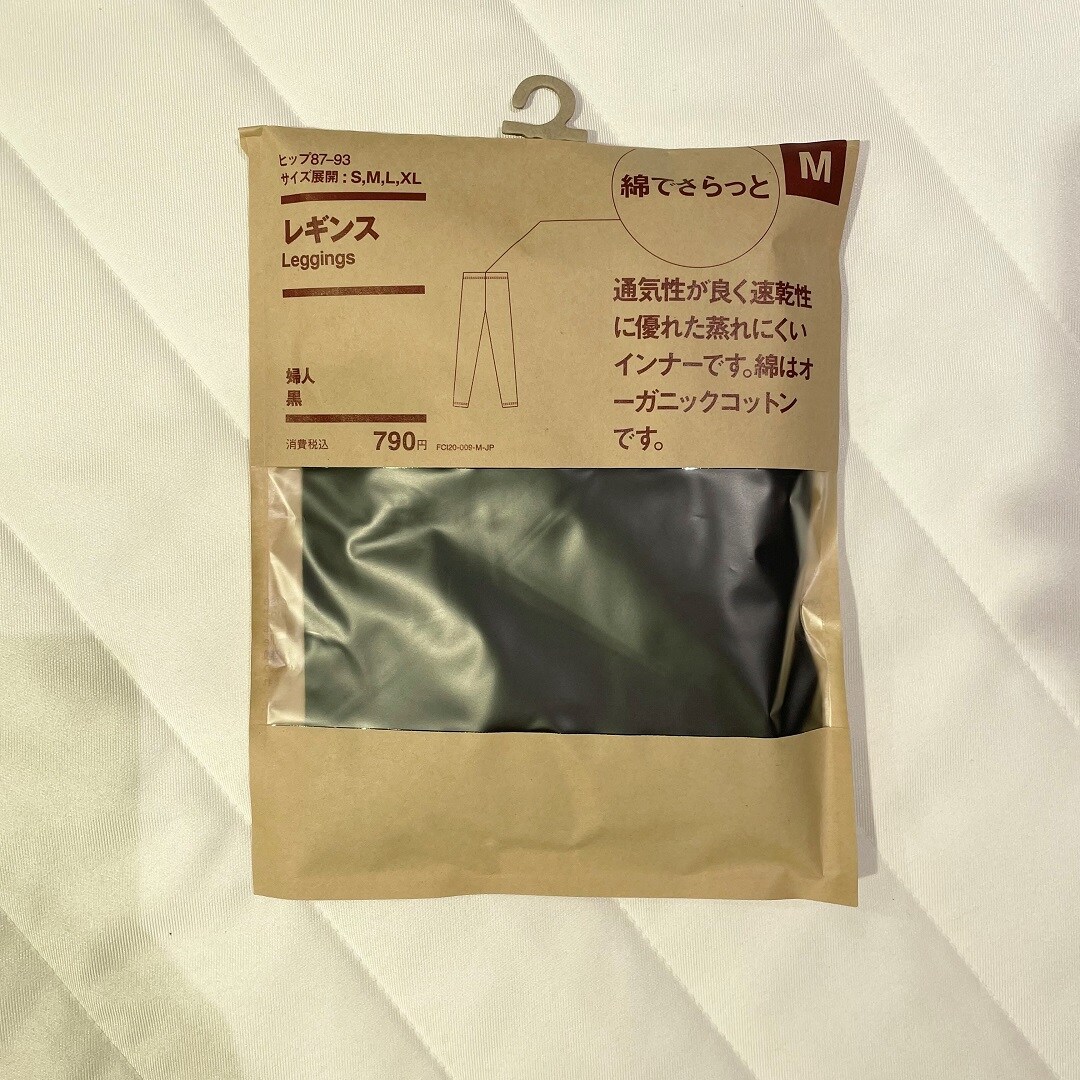 ヒップ87-93
サイズ展開：S,M,L,XL
レギンス
Leggings
婦人
黒
消費税込 790円 FCI20-009-M-JP
綿でさらっと
M
通気性が良く速乾性
に優れた蒸れにくい
インナーです。綿はオ
ーガニックコットン
です。